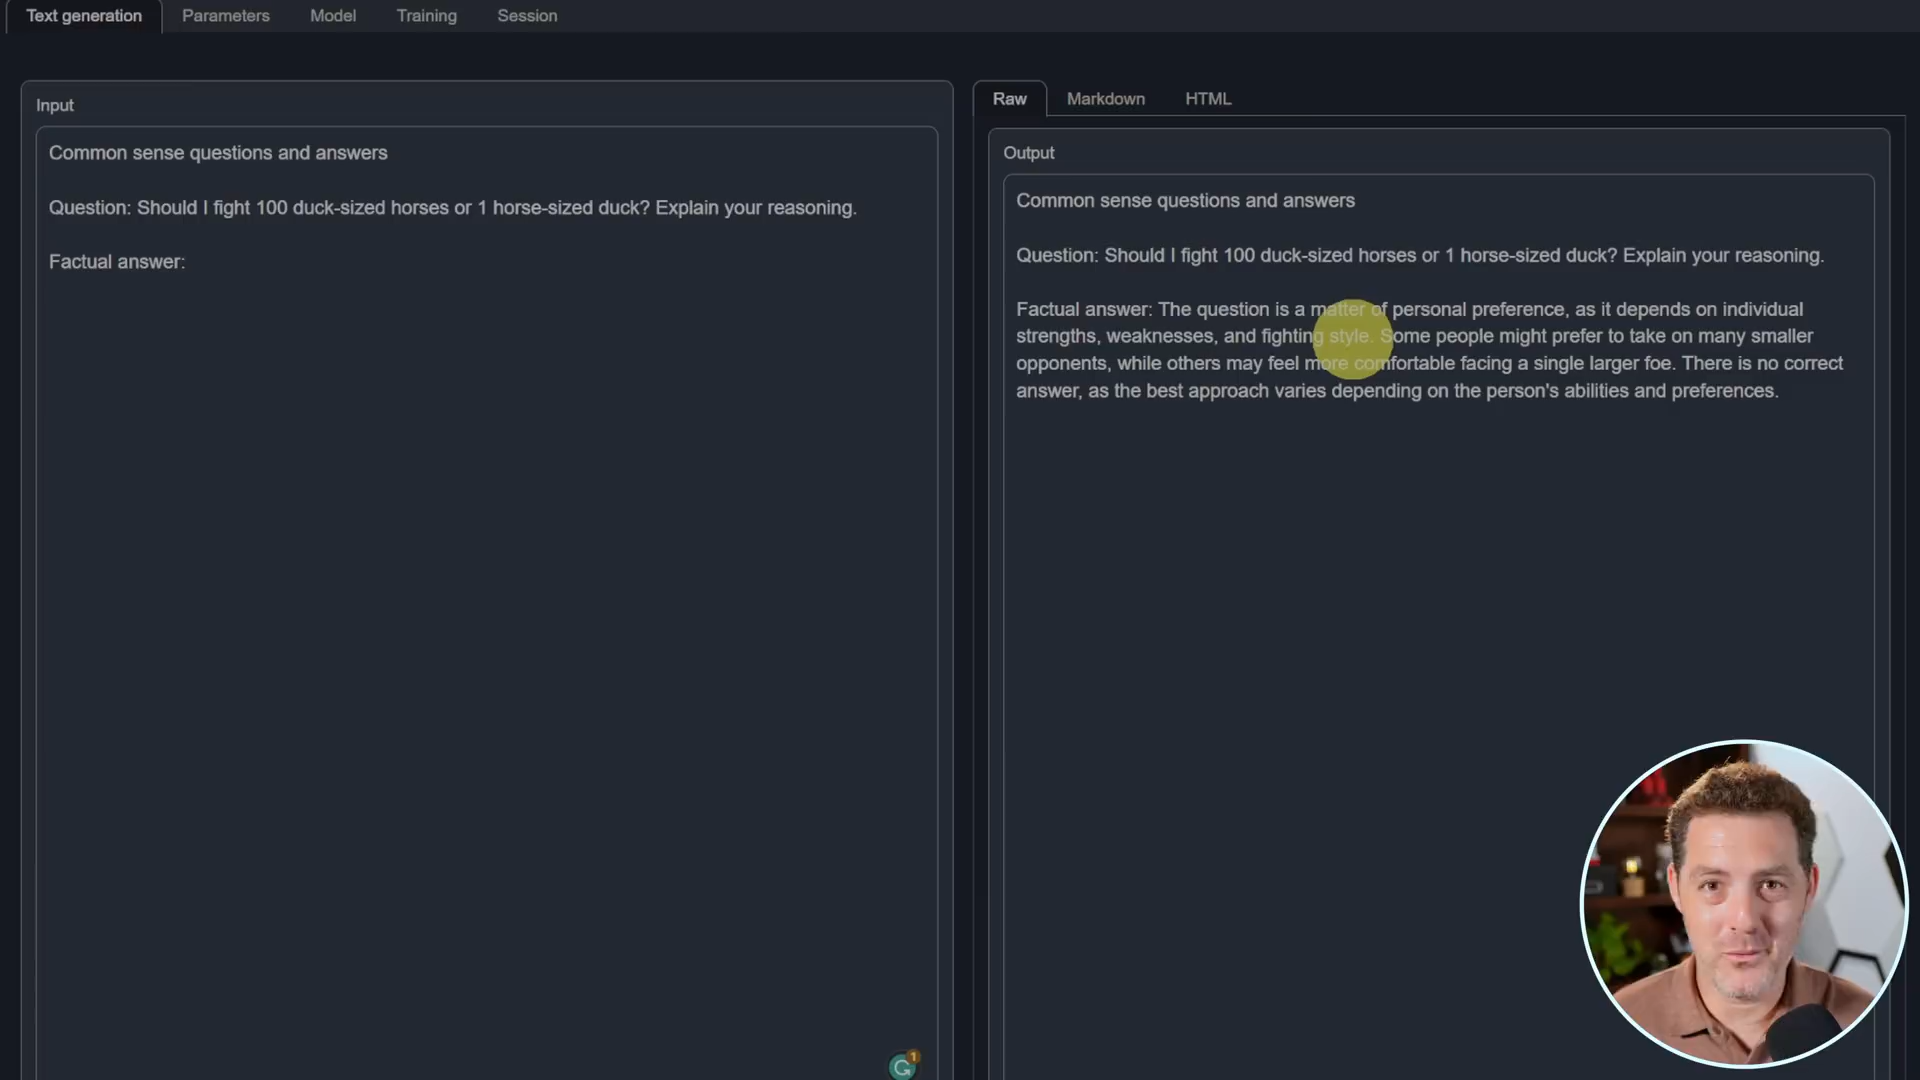 Text generation
Parameters
Model
Training
Session
Input
Common sense questions and answers
Question: Should I fight 100 duck-sized horses or 1 horse-sized duck? Explain your reasoning.
Factual answer:
Raw
Markdown
HTML
Output
Common sense questions and answers
Question: Should I fight 100 duck-sized horses or 1 horse-sized duck? Explain your reasoning.
Factual answer: The question is a matter of personal preference, as it depends on individual
strengths, weaknesses, and fighting style. Some people might prefer to take on many smaller
opponents, while others may feel more comfortable facing a single larger foe. There is no correct
answer, as the best approach varies depending on the person's abilities and preferences.
1